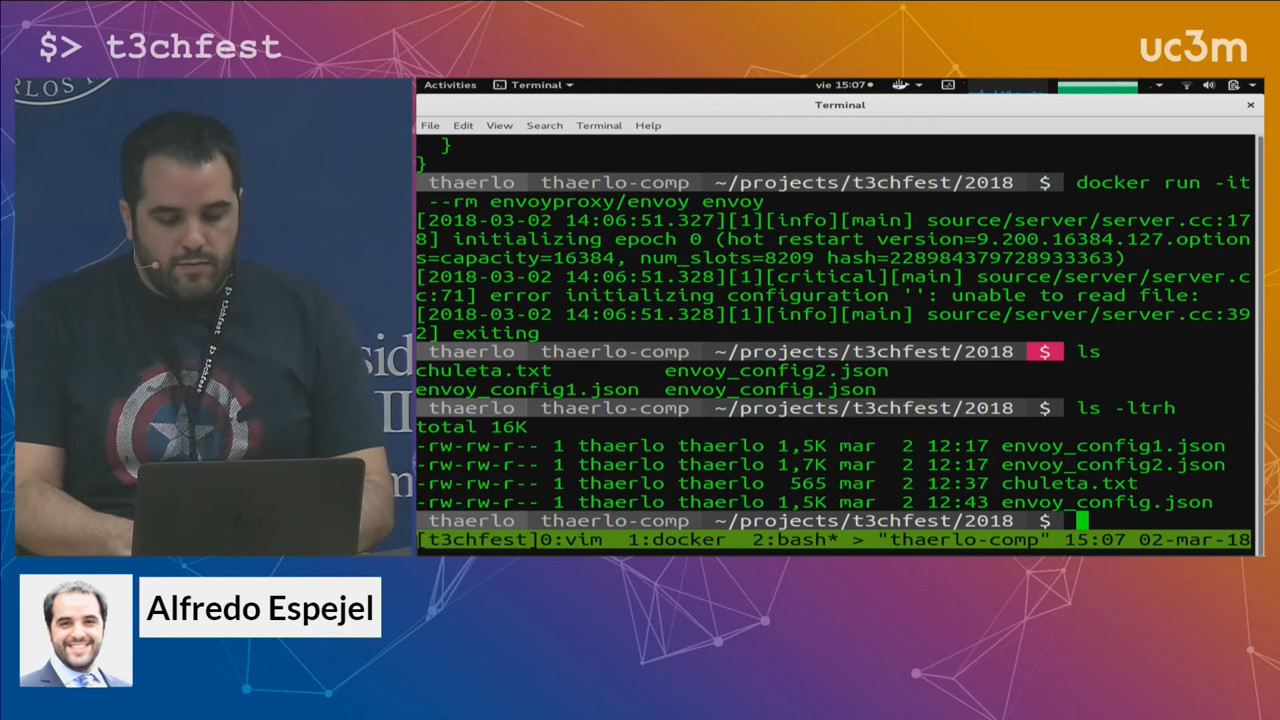 $> t3chfest
uc3m
Activities Terminal vie 15:07
Terminal
File Edit View Search Terminal Help
}
}
thaerlo thaerlo-comp ~/projects/t3chfest/2018 $ docker run -it
--rm envoyproxy/envoy envoy
[2018-03-02 14:06:51.327][1][info][main] source/server/server.cc:17
8] initializing epoch 0 (hot restart version=9.200.16384.127.option
s=capacity=16384, num_slots=8209 hash=228984379728933363)
[2018-03-02 14:06:51.328][1][critical][main] source/server/server.c
c:71] error initializing configuration '': unable to read file:
[2018-03-02 14:06:51.328][1][info][main] source/server/server.cc:39
2] exiting
thaerlo thaerlo-comp ~/projects/t3chfest/2018 $ ls
chuleta.txt envoy_config2.json
envoy_config1.json envoy_config.json
thaerlo thaerlo-comp ~/projects/t3chfest/2018 $ ls -ltrh
total 16K
-rw-rw-r-- 1 thaerlo thaerlo 1,5K mar 2 12:17 envoy_config1.json
-rw-rw-r-- 1 thaerlo thaerlo 1,7K mar 2 12:17 envoy_config2.json
-rw-rw-r-- 1 thaerlo thaerlo 565 mar 2 12:37 chuleta.txt
-rw-rw-r-- 1 thaerlo thaerlo 1,5K mar 2 12:43 envoy_config.json
thaerlo thaerlo-comp ~/projects/t3chfest/2018 $
[t3chfest]0:vim 1:docker 2:bash* > "thaerlo-comp" 15:07 02-mar-18
$> t3chfest
$> t3chfest
Alfredo Espejel